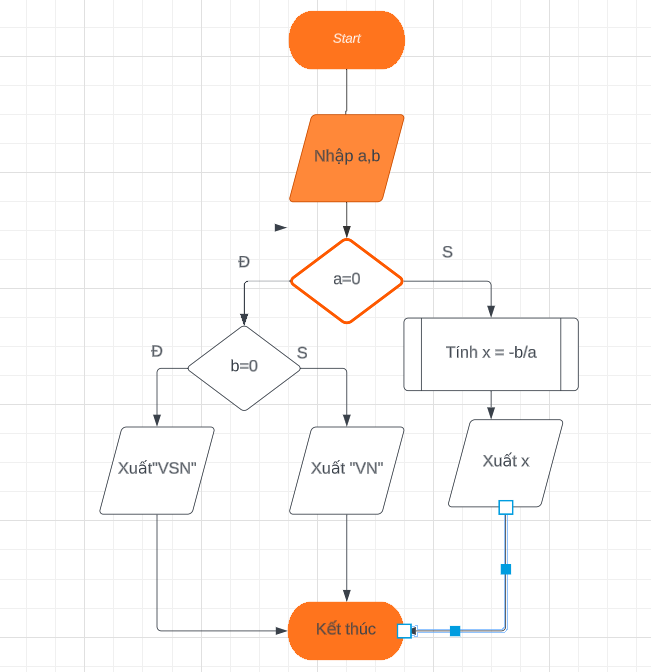 Start
Nhập a,b
Đ
S
a=0
Đ
S
b=0
Tính x = -b/a
Xuất"VSN"
Xuất "VN"
Xuất x
Kết thúc